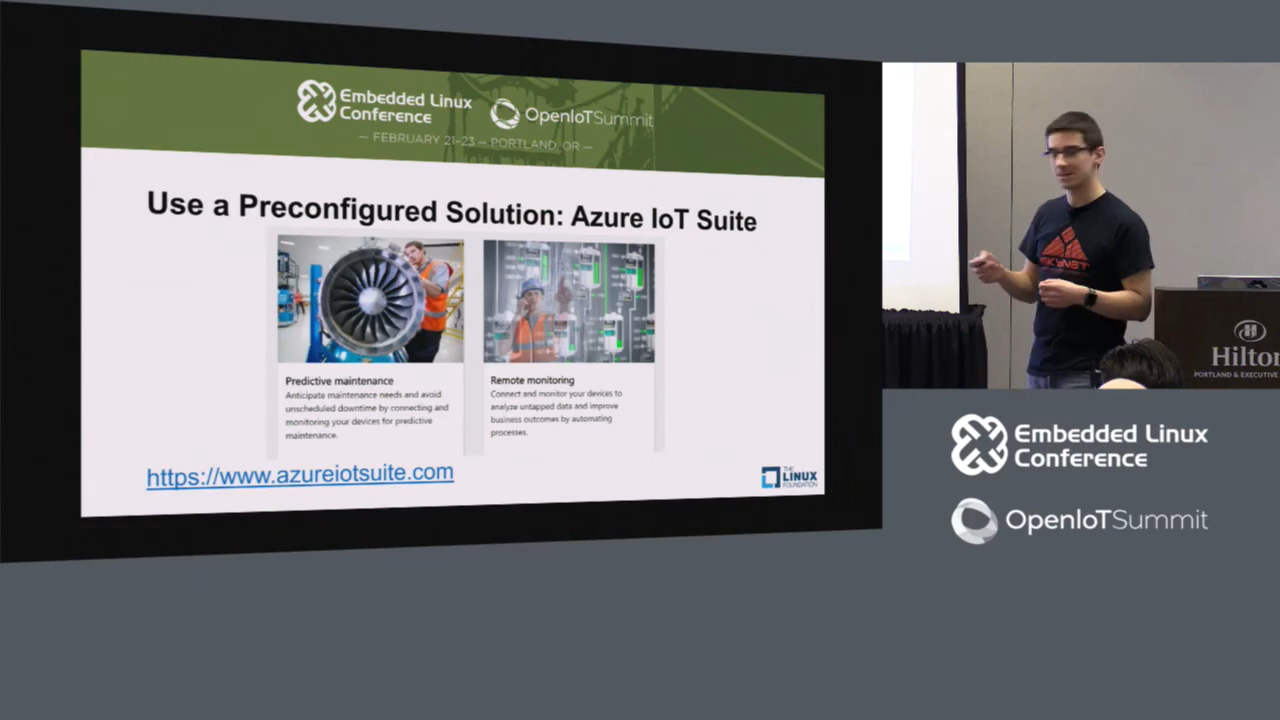 Embedded Linux
Conference
OpenIoTSummit
— FEBRUARY 21-23 — PORTLAND, OR —
Use a Preconfigured Solution: Azure IoT Suite
Predictive maintenance
Anticipate maintenance needs and avoid
unscheduled downtime by connecting and
monitoring your devices for predictive
maintenance.
Remote monitoring
Connect and monitor your devices to
analyze untapped data and improve
business outcomes by automating
processes.
https://www.azureiotsuite.com
THE
LINUX
FOUNDATION
SKYNET
Hilton
PORTLAND & EXECUTIVE
Embedded Linux
Conference
OpenIoTSummit